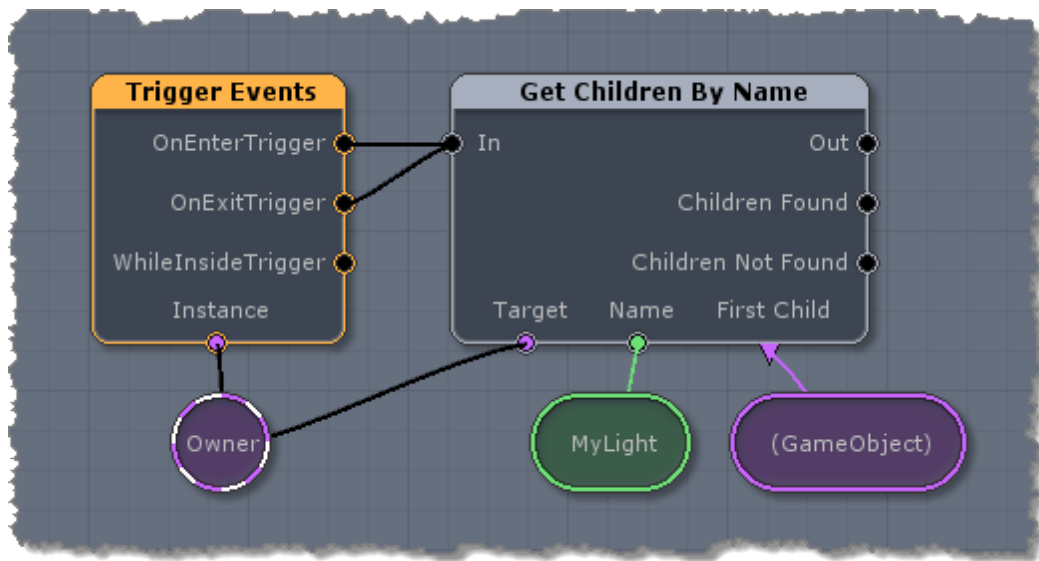 Trigger Events
OnEnterTrigger
OnExitTrigger
WhileInsideTrigger
Instance
Get Children By Name
In
Out
Children Found
Children Not Found
Target Name First Child
Owner
MyLight
(GameObject)